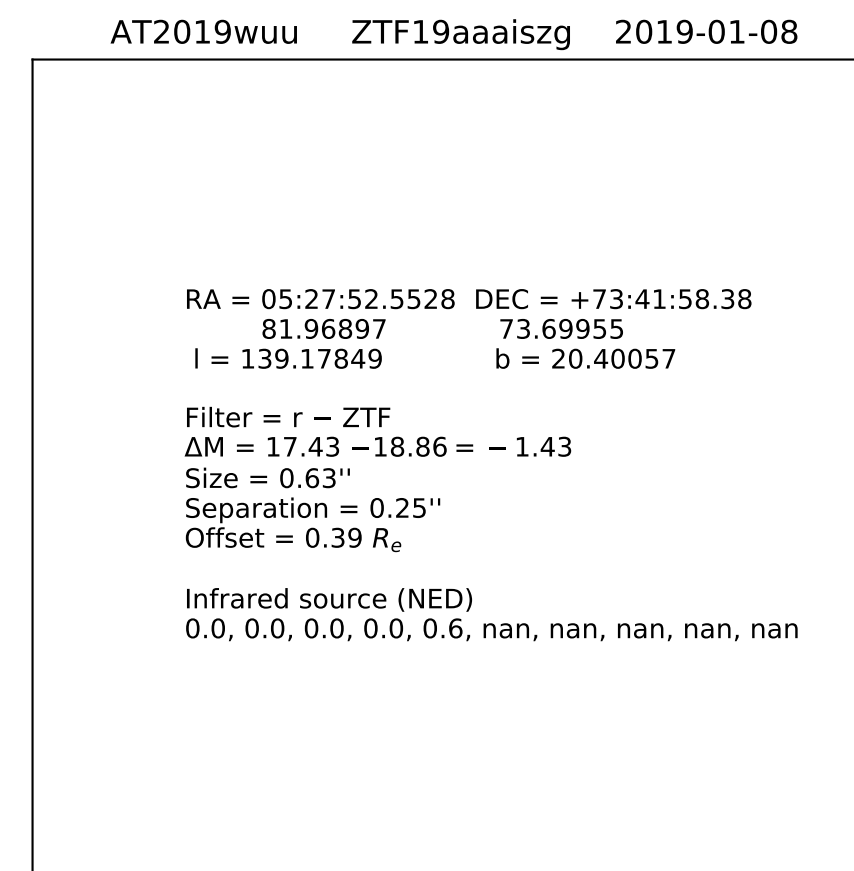 AT2019wuu ZTF19aaaiszg 2019-01-08
RA = 05:27:52.5528 DEC = +73:41:58.38
81.96897 73.69955
l = 139.17849 b = 20.40057
Filter = r − ZTF
ΔM = 17.43 −18.86 = − 1.43
Size = 0.63''
Separation = 0.25''
Offset = 0.39 Re
Infrared source (NED)
0.0, 0.0, 0.0, 0.0, 0.6, nan, nan, nan, nan, nan